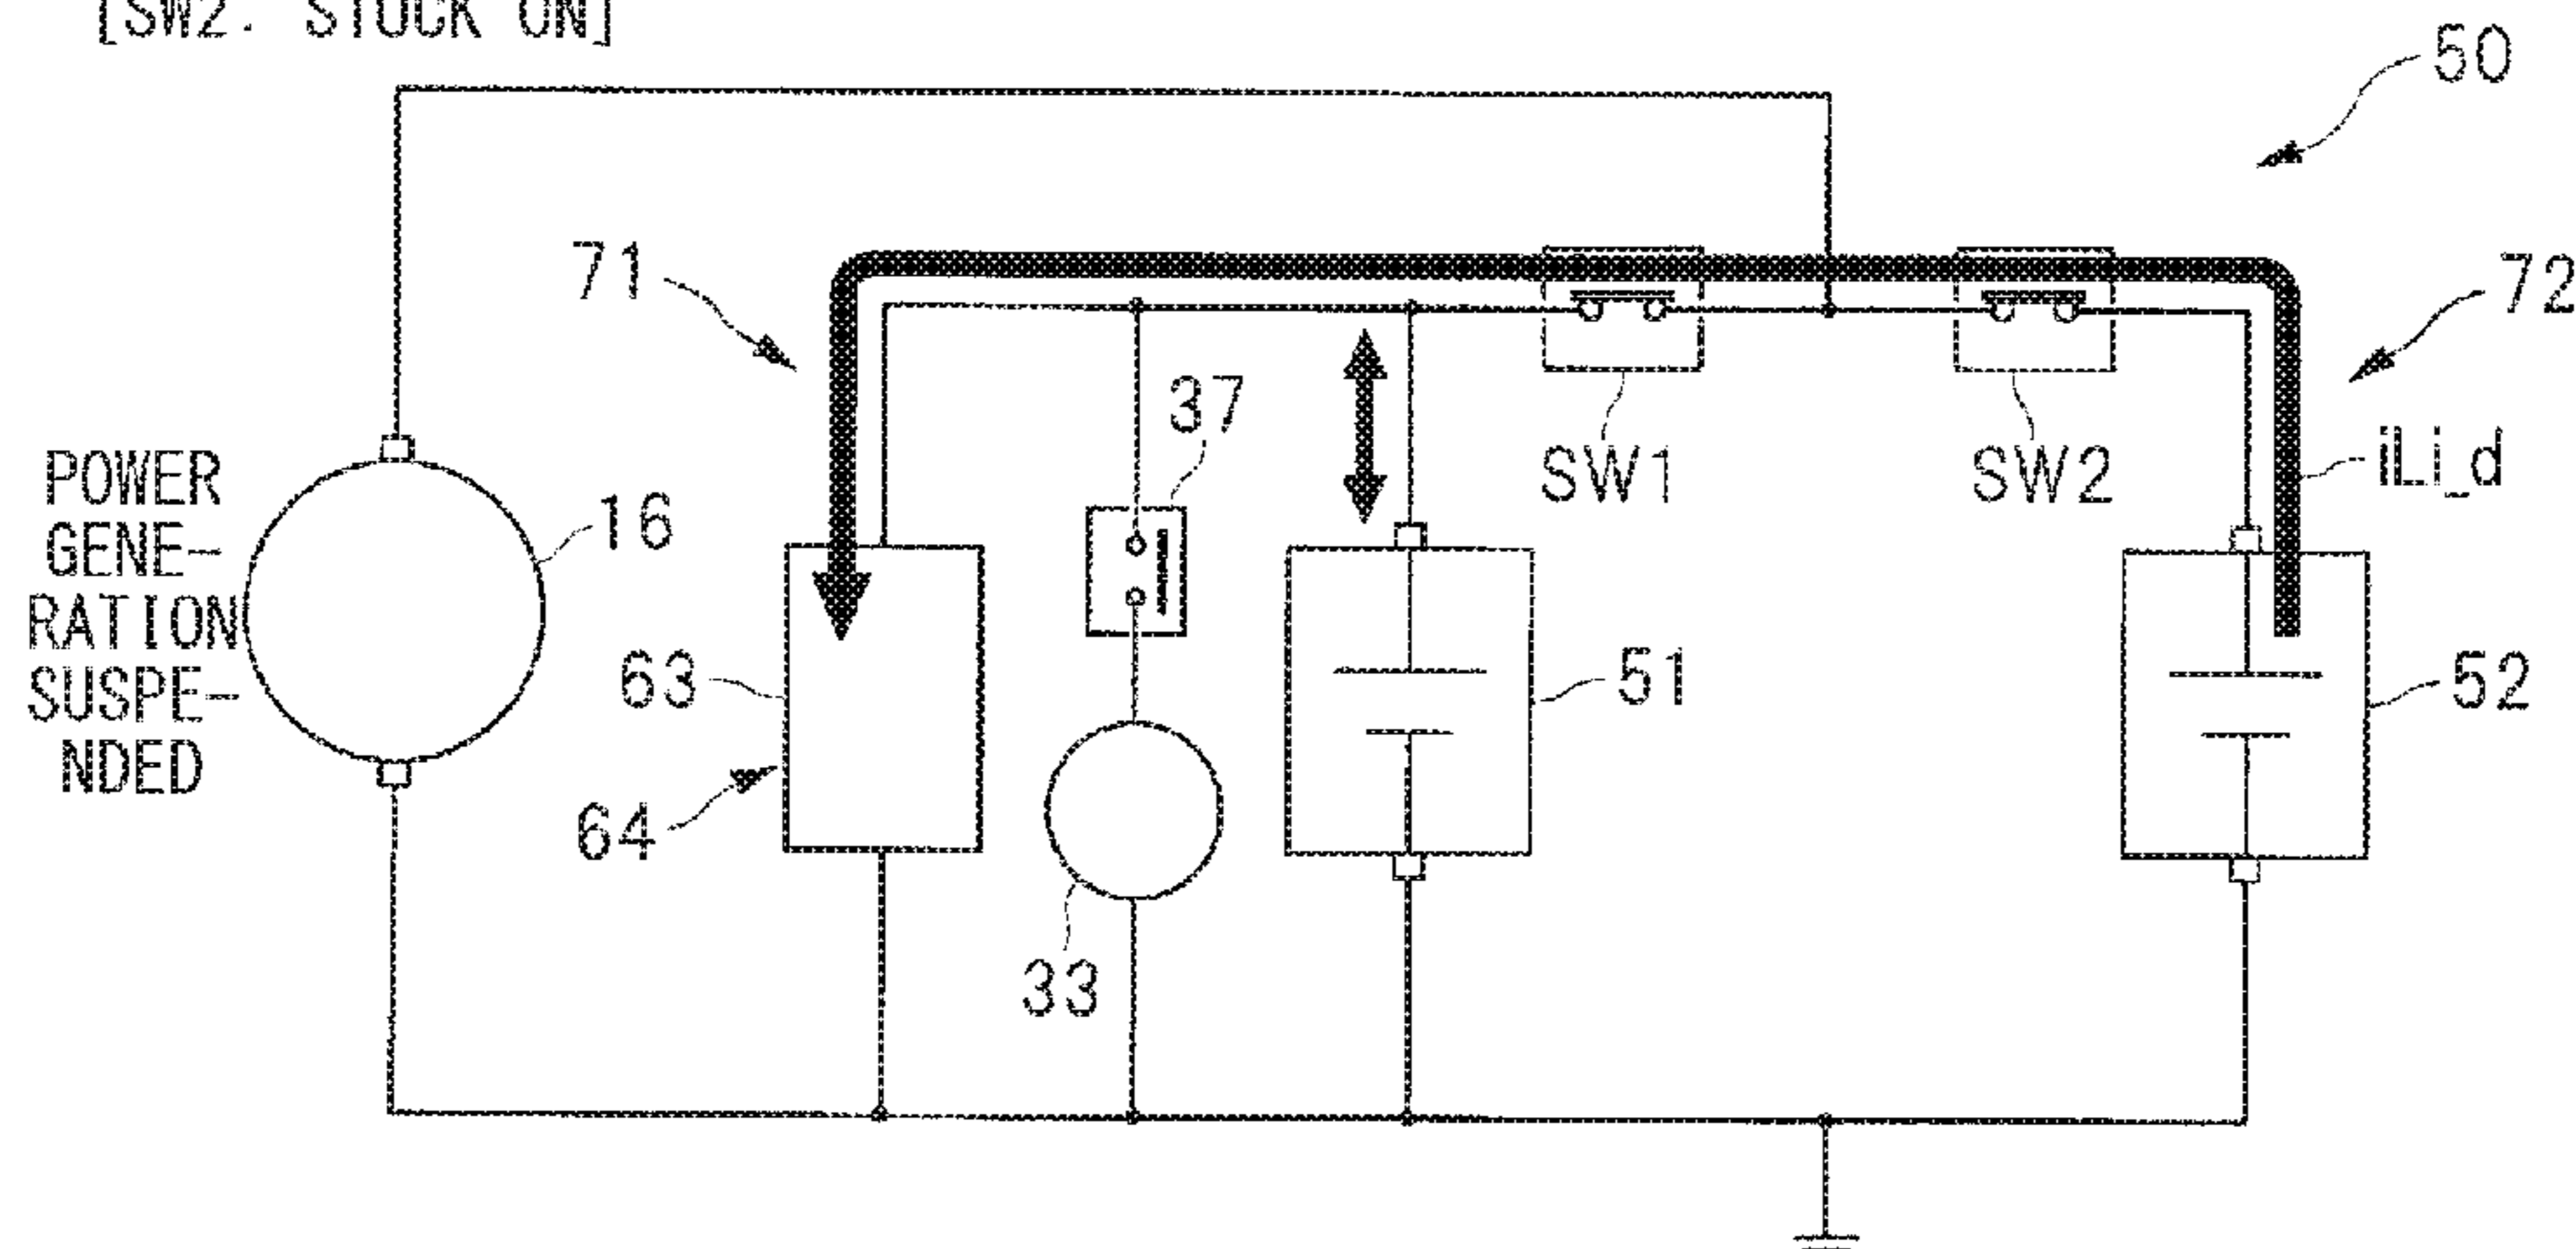 [SW2: STUCK ON]
50
71
72
37
SW1
SW2
iLi_d
POWER
GENE-
RATION
SUSPE-
NDED
16
63
51
52
64
33